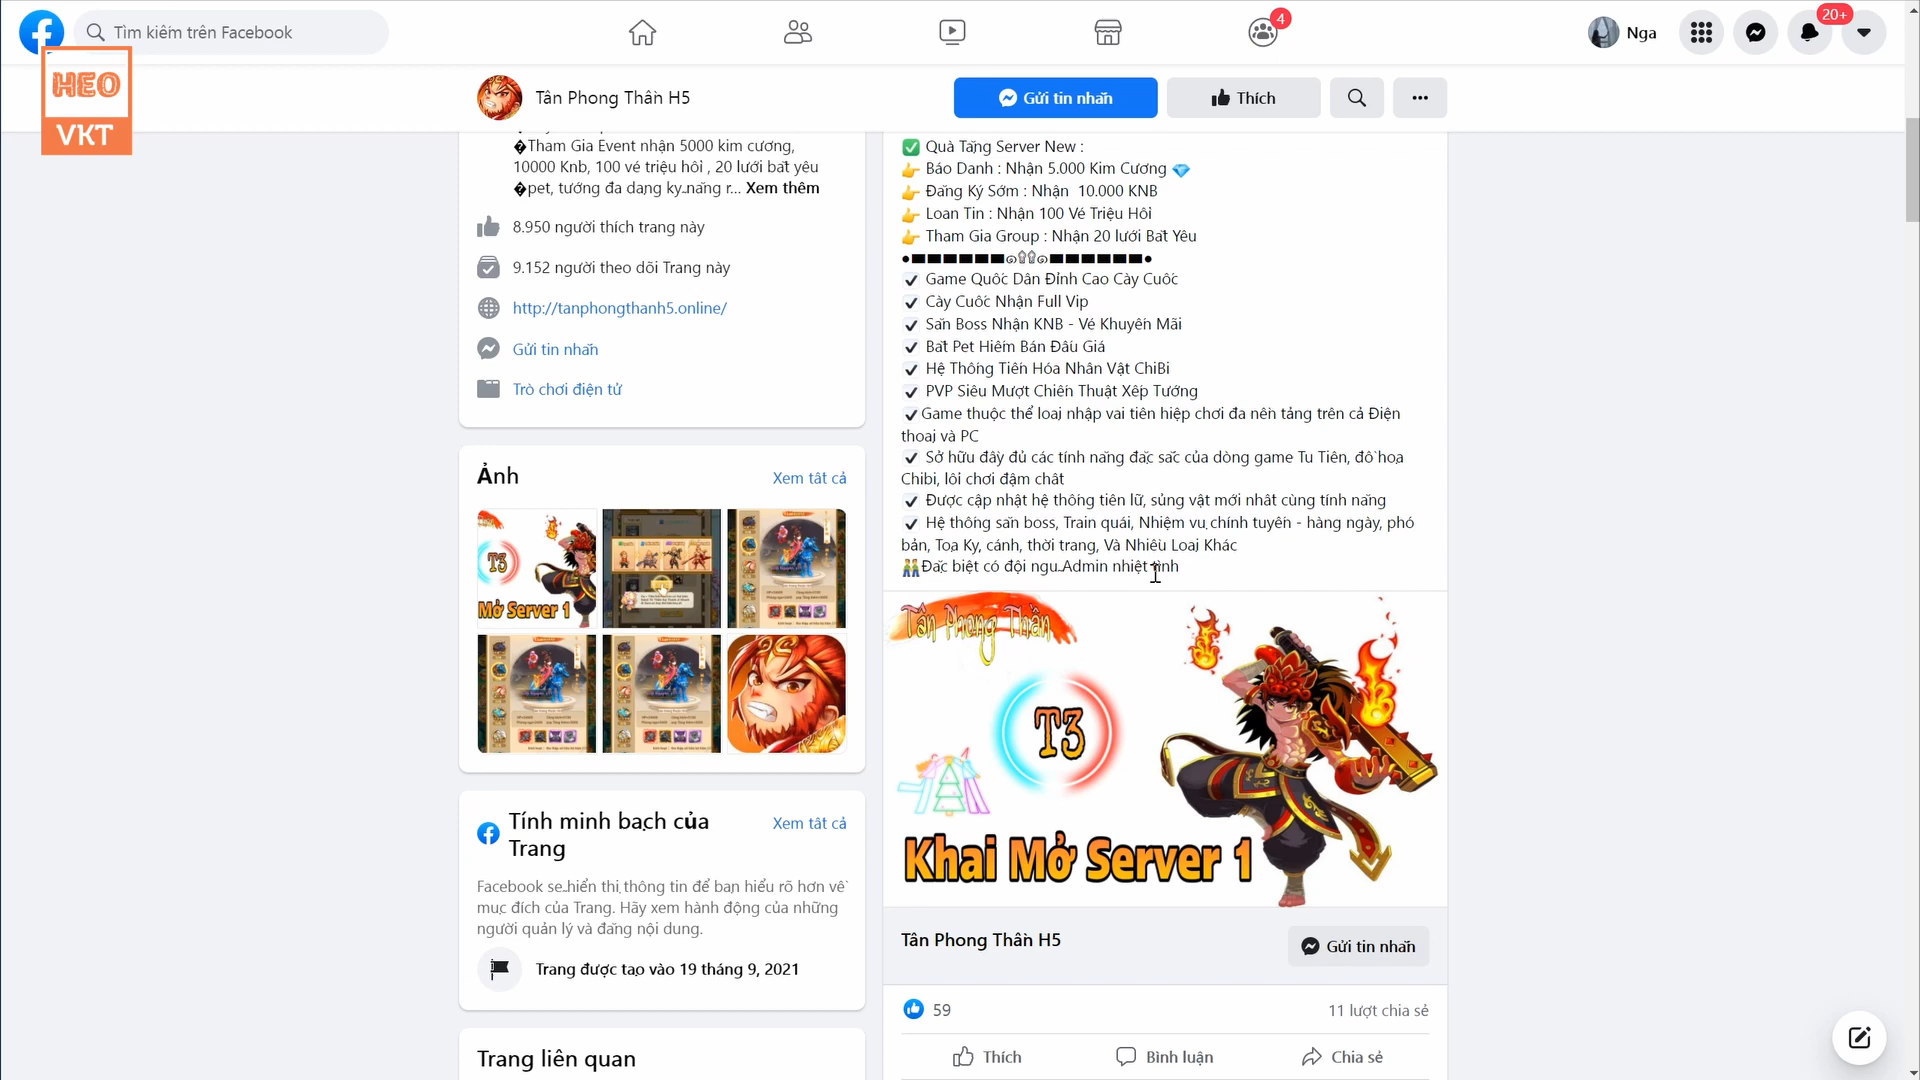 Tìm kiếm trên Facebook
4
Nga
20+
HEO
VKT
Tân Phong Thần H5
Gửi tin nhắn
Thích
Tham Gia Event nhận 5000 kim cương,
10000 Knb, 100 vé triệu hồi , 20 lưới bắt yêu
pet, tướng đa dạng kỹ năng r... Xem thêm
8.950 người thích trang này
9.152 người theo dõi Trang này
http://tanphongthanh5.online/
Gửi tin nhắn
Trò chơi điện tử
Ảnh
Xem tất cả
T3
Mở Server 1
Tính minh bạch của
Trang
Xem tất cả
Facebook sẽ hiển thị thông tin để bạn hiểu rõ hơn về
mục đích của Trang. Hãy xem hành động của những
người quản lý và đăng nội dung.
Trang được tạo vào 19 tháng 9, 2021
Trang liên quan
✅ Quà Tặng Server New :
👉 Báo Danh : Nhận 5.000 Kim Cương 💎
👉 Đăng Ký Sớm : Nhận 10.000 KNB
👉 Loan Tin : Nhận 100 Vé Triệu Hồi
👉 Tham Gia Group : Nhận 20 lưới Bắt Yêu
✔ Game Quốc Dân Đỉnh Cao Cày Cuốc
✔ Cày Cuốc Nhận Full Vip
✔ Săn Boss Nhận KNB - Vé Khuyến Mãi
✔ Bắt Pet Hiếm Bán Đấu Giá
✔ Hệ Thống Tiến Hóa Nhân Vật ChiBi
✔ PVP Siêu Mượt Chiến Thuật Xếp Tướng
✔Game thuộc thể loại nhập vai tiên hiệp chơi đa nền tảng trên cả Điện
thoại và PC
✔ Sở hữu đầy đủ các tính năng đặc sắc của dòng game Tu Tiên, đồ họa
Chibi, lối chơi đậm chất
✔ Được cập nhật hệ thống tiên lữ, sủng vật mới nhất cùng tính năng
✔ Hệ thống săn boss, Train quái, Nhiệm vụ chính tuyến - hàng ngày, phó
bản, Tọa Kỵ, cánh, thời trang, Và Nhiều Loại Khác
👬Đặc biệt có đội ngũ Admin nhiệt tình
Tân Phong Thần
T3
Khai Mở Server 1
Tân Phong Thần H5
Gửi tin nhắn
59
11 lượt chia sẻ
Thích
Bình luận
Chia sẻ